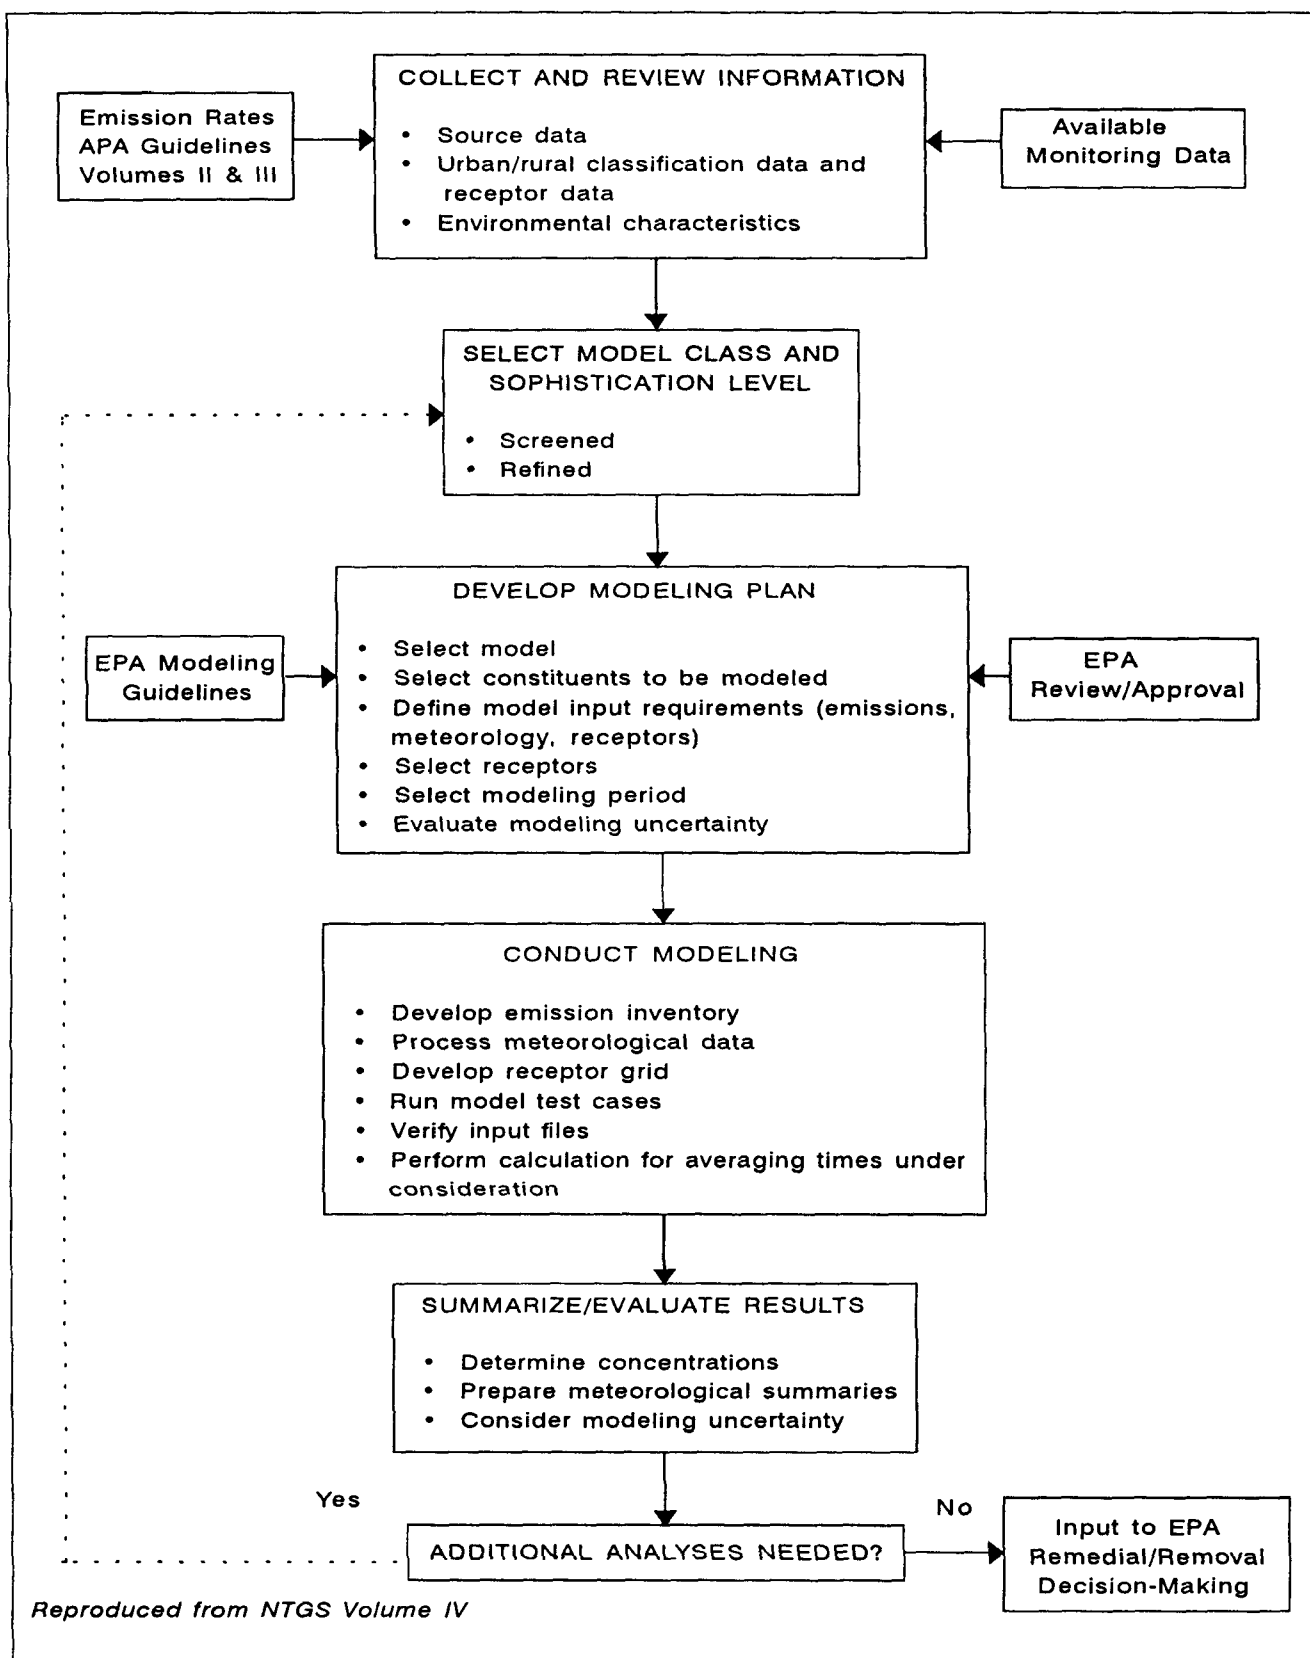 COLLECT AND REVIEW INFORMATION
Emission Rates
APA Guidelines
Volumes II & III
• Source data
• Urban/rural classification data and
receptor data
• Environmental characteristics
Available
Monitoring Data
SELECT MODEL CLASS AND
SOPHISTICATION LEVEL
• Screened
• Refined
DEVELOP MODELING PLAN
EPA Modeling
Guidelines
• Select model
• Select constituents to be modeled
• Define model input requirements (emissions,
meteorology, receptors)
• Select receptors
• Select modeling period
• Evaluate modeling uncertainty
EPA
Review/Approval
CONDUCT MODELING
• Develop emission inventory
• Process meteorological data
• Develop receptor grid
• Run model test cases
• Verify input files
• Perform calculation for averaging times under
consideration
SUMMARIZE/EVALUATE RESULTS
• Determine concentrations
• Prepare meteorological summaries
• Consider modeling uncertainty
Yes
No
ADDITIONAL ANALYSES NEEDED?
Input to EPA
Remedial/Removal
Decision-Making
Reproduced from NTGS Volume IV